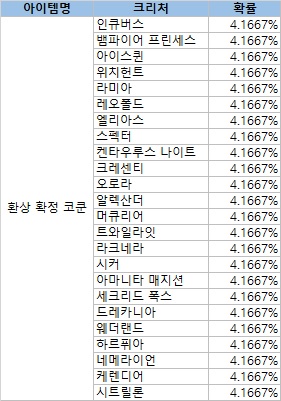 아이템명 크리처 확률
인큐버스 4.1667%
뱀파이어 프린세스 4.1667%
아이스퀸 4.1667%
위치헌트 4.1667%
라미아 4.1667%
레오폴드 4.1667%
엘리아스 4.1667%
스펙터 4.1667%
켄타우루스 나이트 4.1667%
크레센티 4.1667%
오로라 4.1667%
환상 확정 코쿤 알렉산더 4.1667%
머큐리어 4.1667%
트와일라잇 4.1667%
라크네라 4.1667%
시커 4.1667%
아마니타 매지션 4.1667%
세크리드 폭스 4.1667%
드레카니아 4.1667%
웨더랜드 4.1667%
하르퓌아 4.1667%
네메라이언 4.1667%
케렌디어 4.1667%
시트릴론 4.1667%